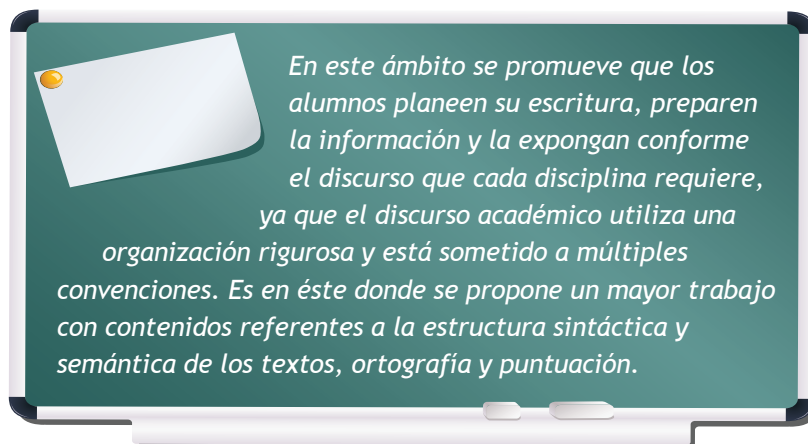 En este ámbito se promueve que los
alumnos planeen su escritura, preparen
la información y la expongan conforme
el discurso que cada disciplina requiere,
ya que el discurso académico utiliza una
organización rigurosa y está sometido a múltiples
convenciones. Es en éste donde se propone un mayor trabajo
con contenidos referentes a la estructura sintáctica y
semántica de los textos, ortografía y puntuación.